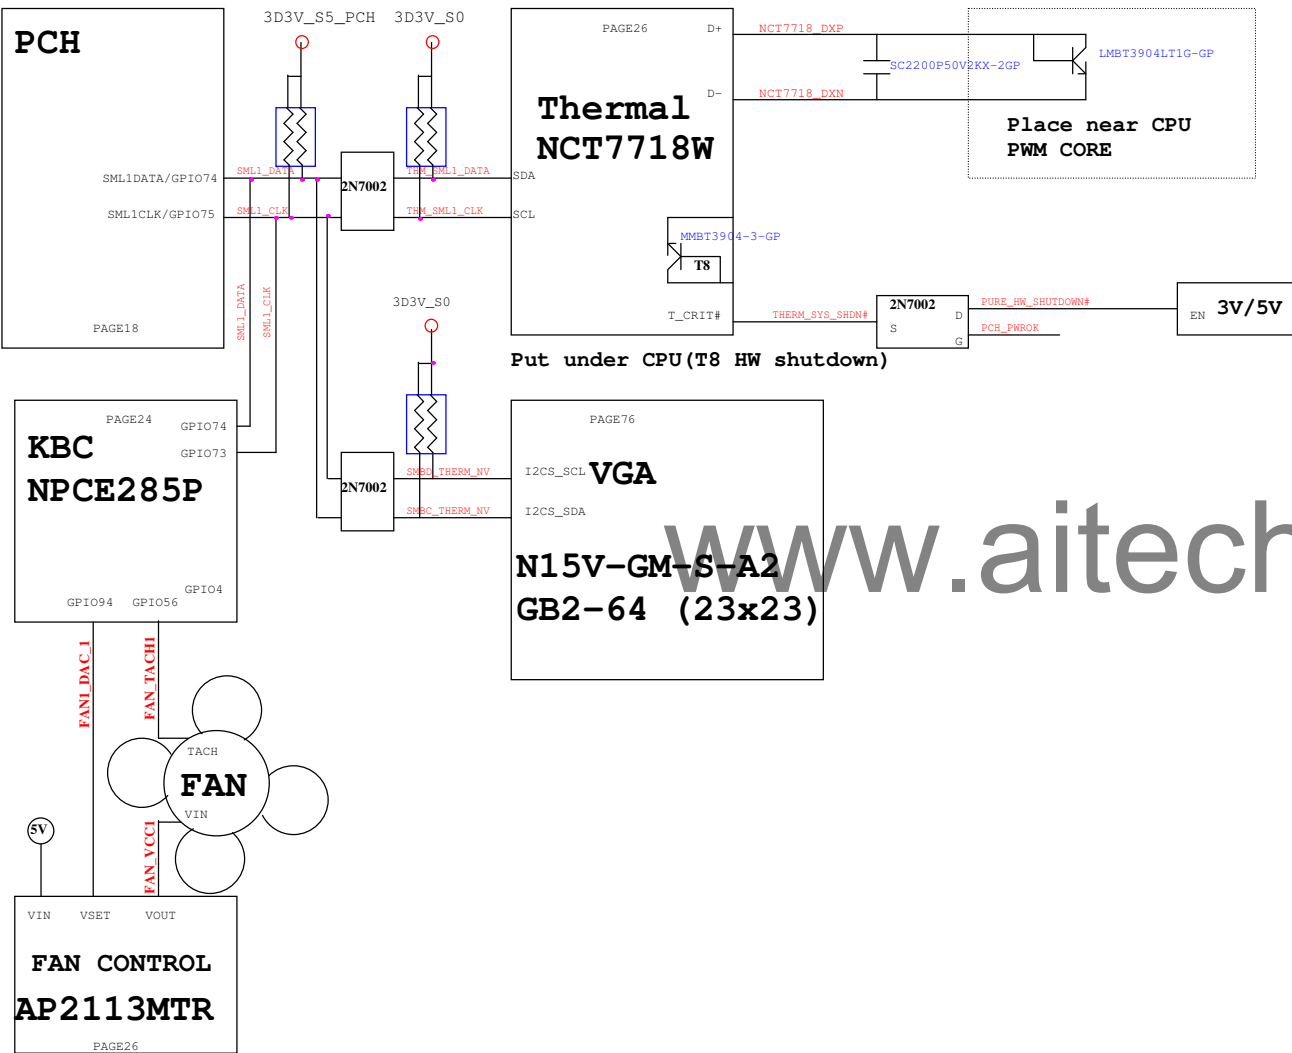 3D3V_S5_PCH
3D3V_S0
PCH
SML1DATA/GPIO74
SML1CLK/GPIO75
PAGE18
SML1_DATA
SML1_CLK
2N7002
THM_SML1_DATA
THM_SML1_CLK
PAGE26
D+
D-
Thermal
NCT7718W
SDA
SCL
MMBT3904-3-GP
T8
T_CRIT#
NCT7718_DXP
NCT7718_DXN
SC2200P50V2KX-2GP
LMBT3904LT1G-GP
Place near CPU
PWM CORE
THERM_SYS_SHDN#
2N7002
S
D
G
PURE_HW_SHUTDOWN#
PCH_PWROK
EN
3V/5V
Put under CPU(T8 HW shutdown)
SML1_DATA
SML1_CLK
3D3V_S0
PAGE24
GPIO74
GPIO73
KBC
NPCE285P
GPIO94
GPIO56
GPIO4
2N7002
SMBD_THERM_NV
SMBC_THERM_NV
PAGE76
I2CS_SCL
VGA
I2CS_SDA
N15V-GM-S-A2
GB2-64 (23x23)
www.aitech
FAN1_DAC_1
FAN_TACH1
TACH
FAN
VIN
FAN_VCC1
5V
VIN
VSET
VOUT
FAN CONTROL
AP2113MTR
PAGE26